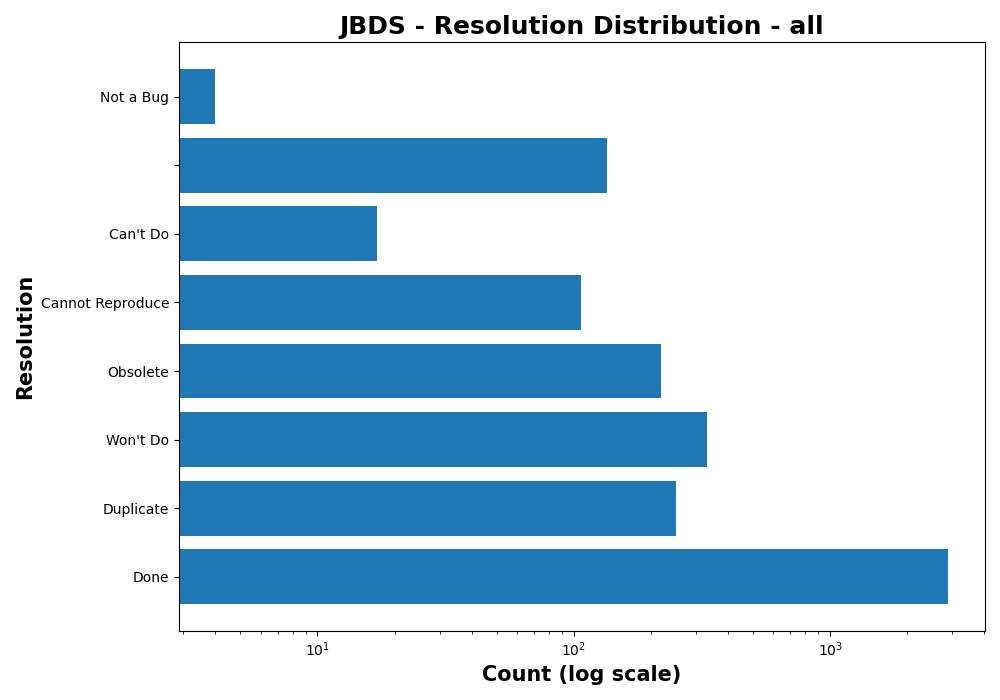 JBDS - Resolution Distribution - all
Not a Bug
Can't Do
Cannot Reproduce
Obsolete
Won't Do
Duplicate
Done
Resolution
10¹
10²
10³
Count (log scale)